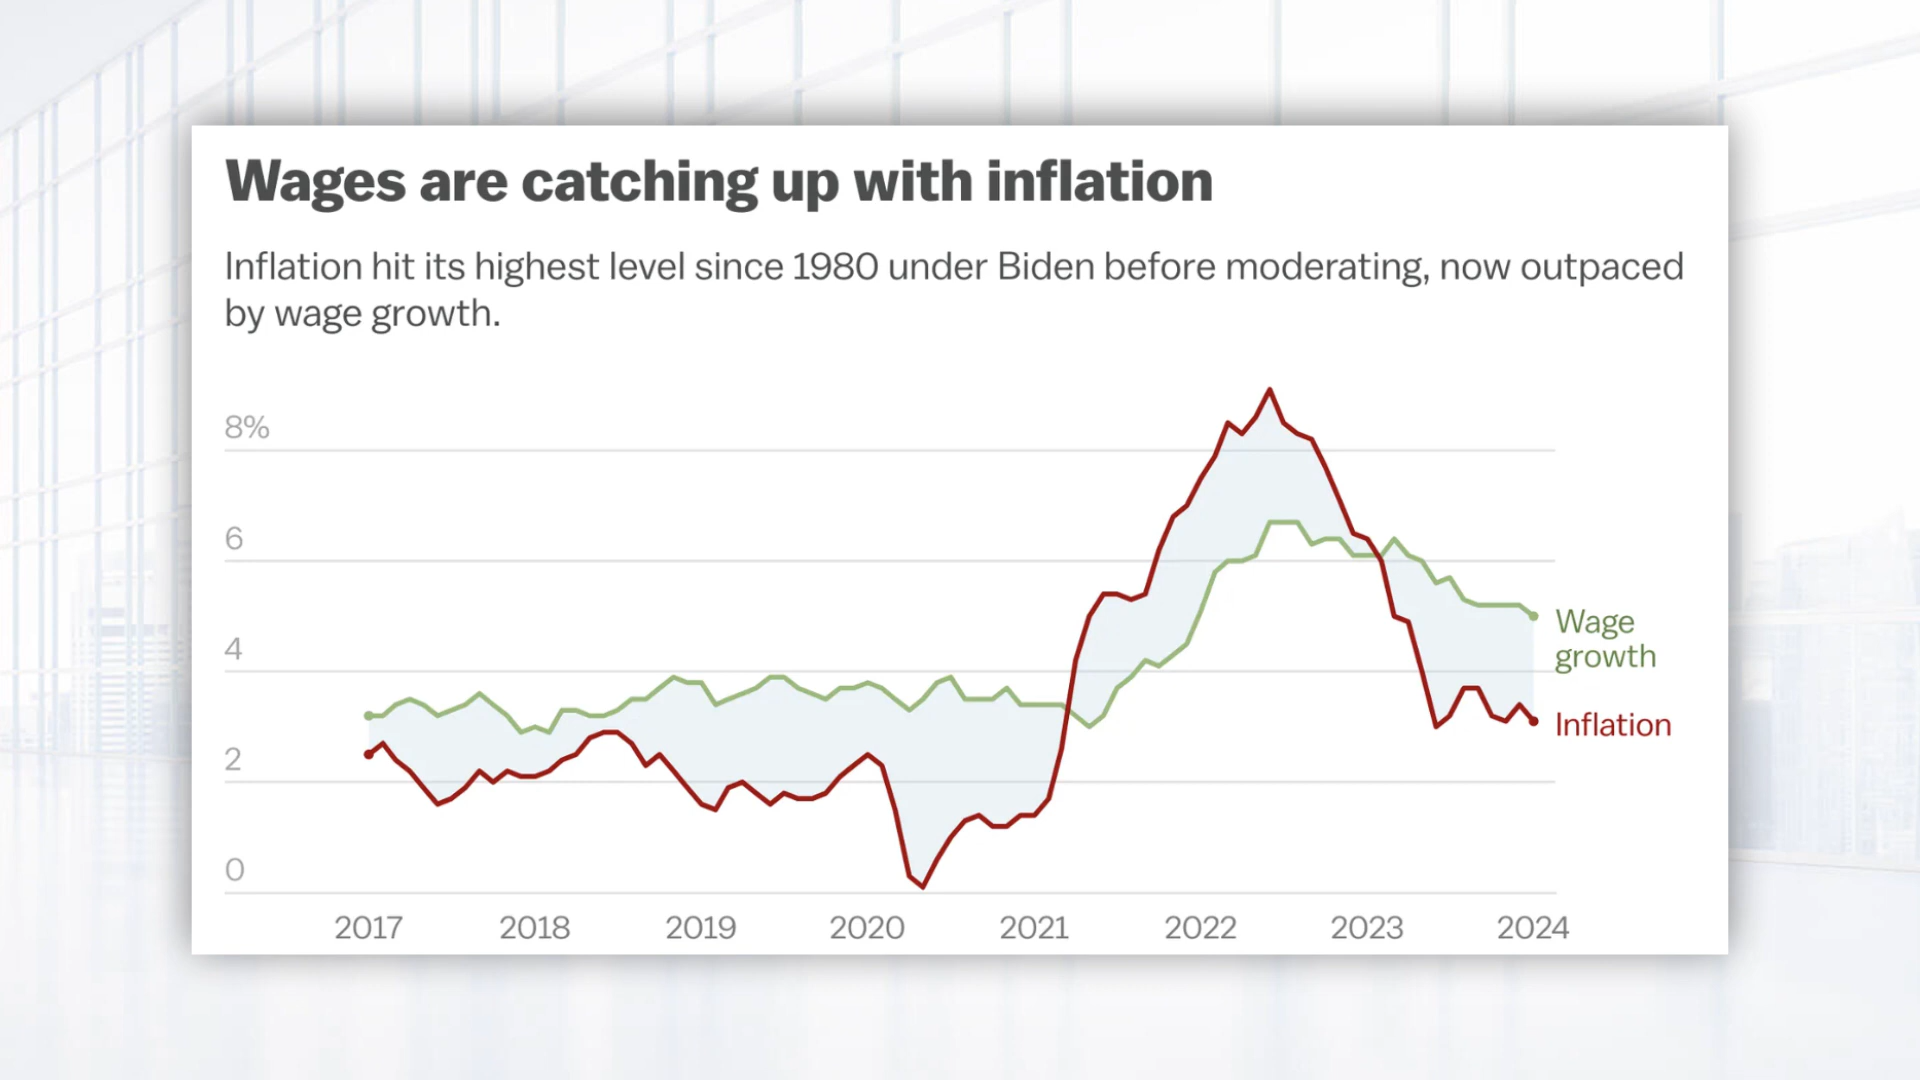 Wages are catching up with inflation
Inflation hit its highest level since 1980 under Biden before moderating, now outpaced
by wage growth.
8%
6
4
2
0
Wage
growth
Inflation
2017 2018 2019 2020 2021 2022 2023 2024